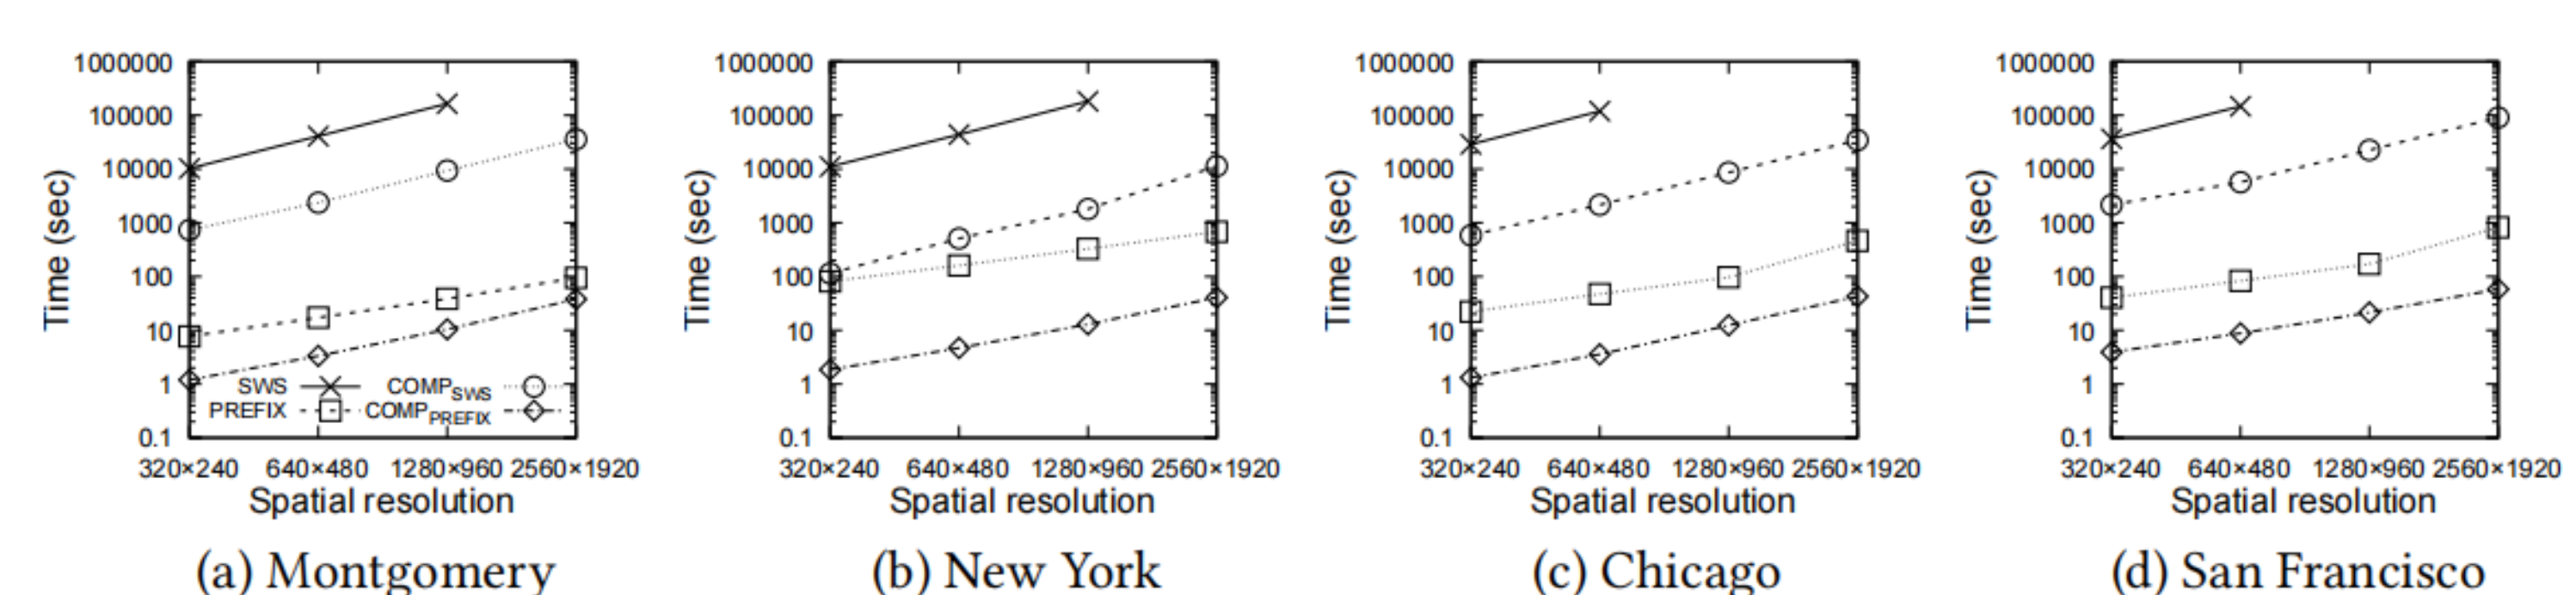 1000000 1000000 1000000 1000000
100000 100000 100000 100000
10000 10000 10000 10000
1000 1000 1000 1000
100 100 100 100
10 10 10 10
1 1 1 1
0.1 0.1 0.1 0.1
Time (sec) Time (sec) Time (sec) Time (sec)
SWS COMPSWS
PREFIX COMPPREFIX
320×240 640×480 1280×960 2560×1920 320×240 640×480 1280×960 2560×1920 320×240 640×480 1280×960 2560×1920 320×240 640×480 1280×960 2560×1920
Spatial resolution Spatial resolution Spatial resolution Spatial resolution
(a) Montgomery (b) New York (c) Chicago (d) San Francisco